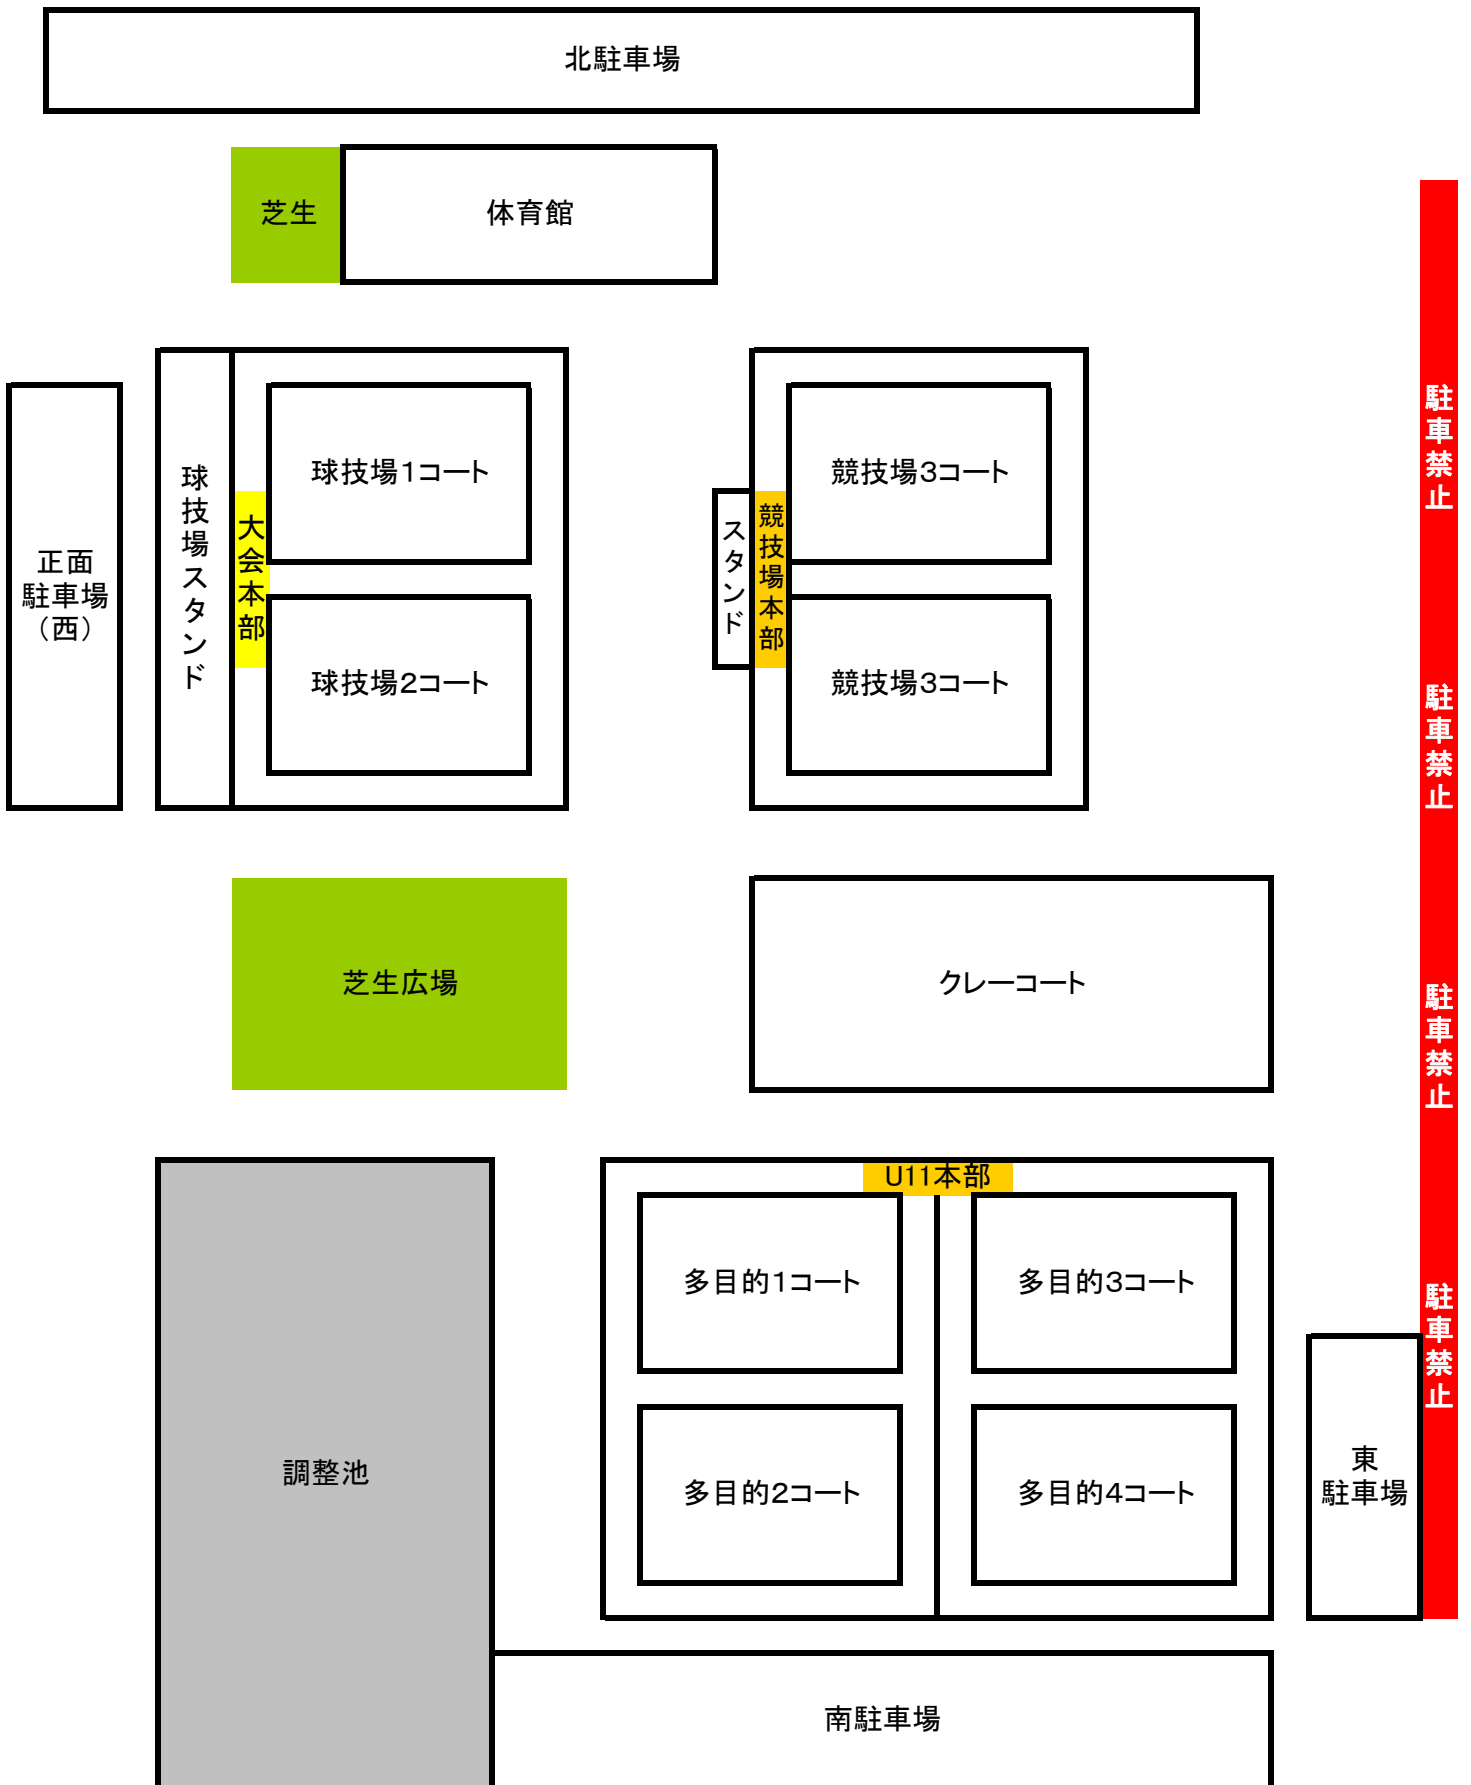 北駐車場
芝生
体育館
正面
駐車場
（西）
球技場スタンド
大会本部
球技場1コート
球技場2コート
スタンド
競技場本部
競技場3コート
競技場3コート
駐車禁止
駐車禁止
駐車禁止
駐車禁止
芝生広場
クレーコート
調整池
U11本部
多目的1コート
多目的3コート
多目的2コート
多目的4コート
東
駐車場
南駐車場